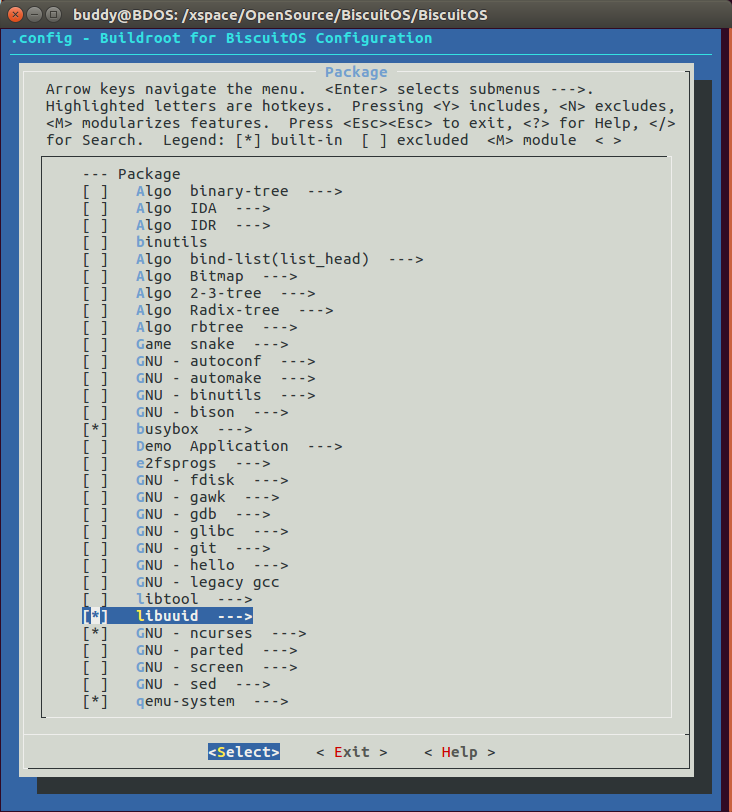 buddy@BDOS: /xspace/OpenSource/BiscuitOS/BiscuitOS
.config - Buildroot for BiscuitOS Configuration
Package
Arrow keys navigate the menu.  <Enter> selects submenus --->.
Highlighted letters are hotkeys.  Pressing <Y> includes, <N> excludes,
<M> modularizes features.  Press <Esc><Esc> to exit, <?> for Help, </>
for Search.  Legend: [*] built-in  [ ] excluded  <M> module  < >
--- Package
[ ]   Algo  binary-tree  --->
[ ]   Algo  IDA  --->
[ ]   Algo  IDR  --->
[ ]   binutils
[ ]   Algo  bind-list(list_head)  --->
[ ]   Algo  Bitmap  --->
[ ]   Algo  2-3-tree  --->
[ ]   Algo  Radix-tree  --->
[ ]   Algo  rbtree  --->
[ ]   Game  snake  --->
[ ]   GNU - autoconf  --->
[ ]   GNU - automake  --->
[ ]   GNU - binutils  --->
[ ]   GNU - bison  --->
[*]   busybox  --->
[ ]   Demo  Application  --->
[ ]   e2fsprogs  --->
[ ]   GNU - fdisk  --->
[ ]   GNU - gawk  --->
[ ]   GNU - gdb  --->
[ ]   GNU - glibc  --->
[ ]   GNU - git  --->
[ ]   GNU - hello  --->
[ ]   GNU - legacy gcc
[ ]   libtool  --->
[*]   libuuid  --->
[*]   GNU - ncurses  --->
[ ]   GNU - parted  --->
[ ]   GNU - screen  --->
[ ]   GNU - sed  --->
[*]   qemu-system  --->
<Select>    < Exit >    < Help >